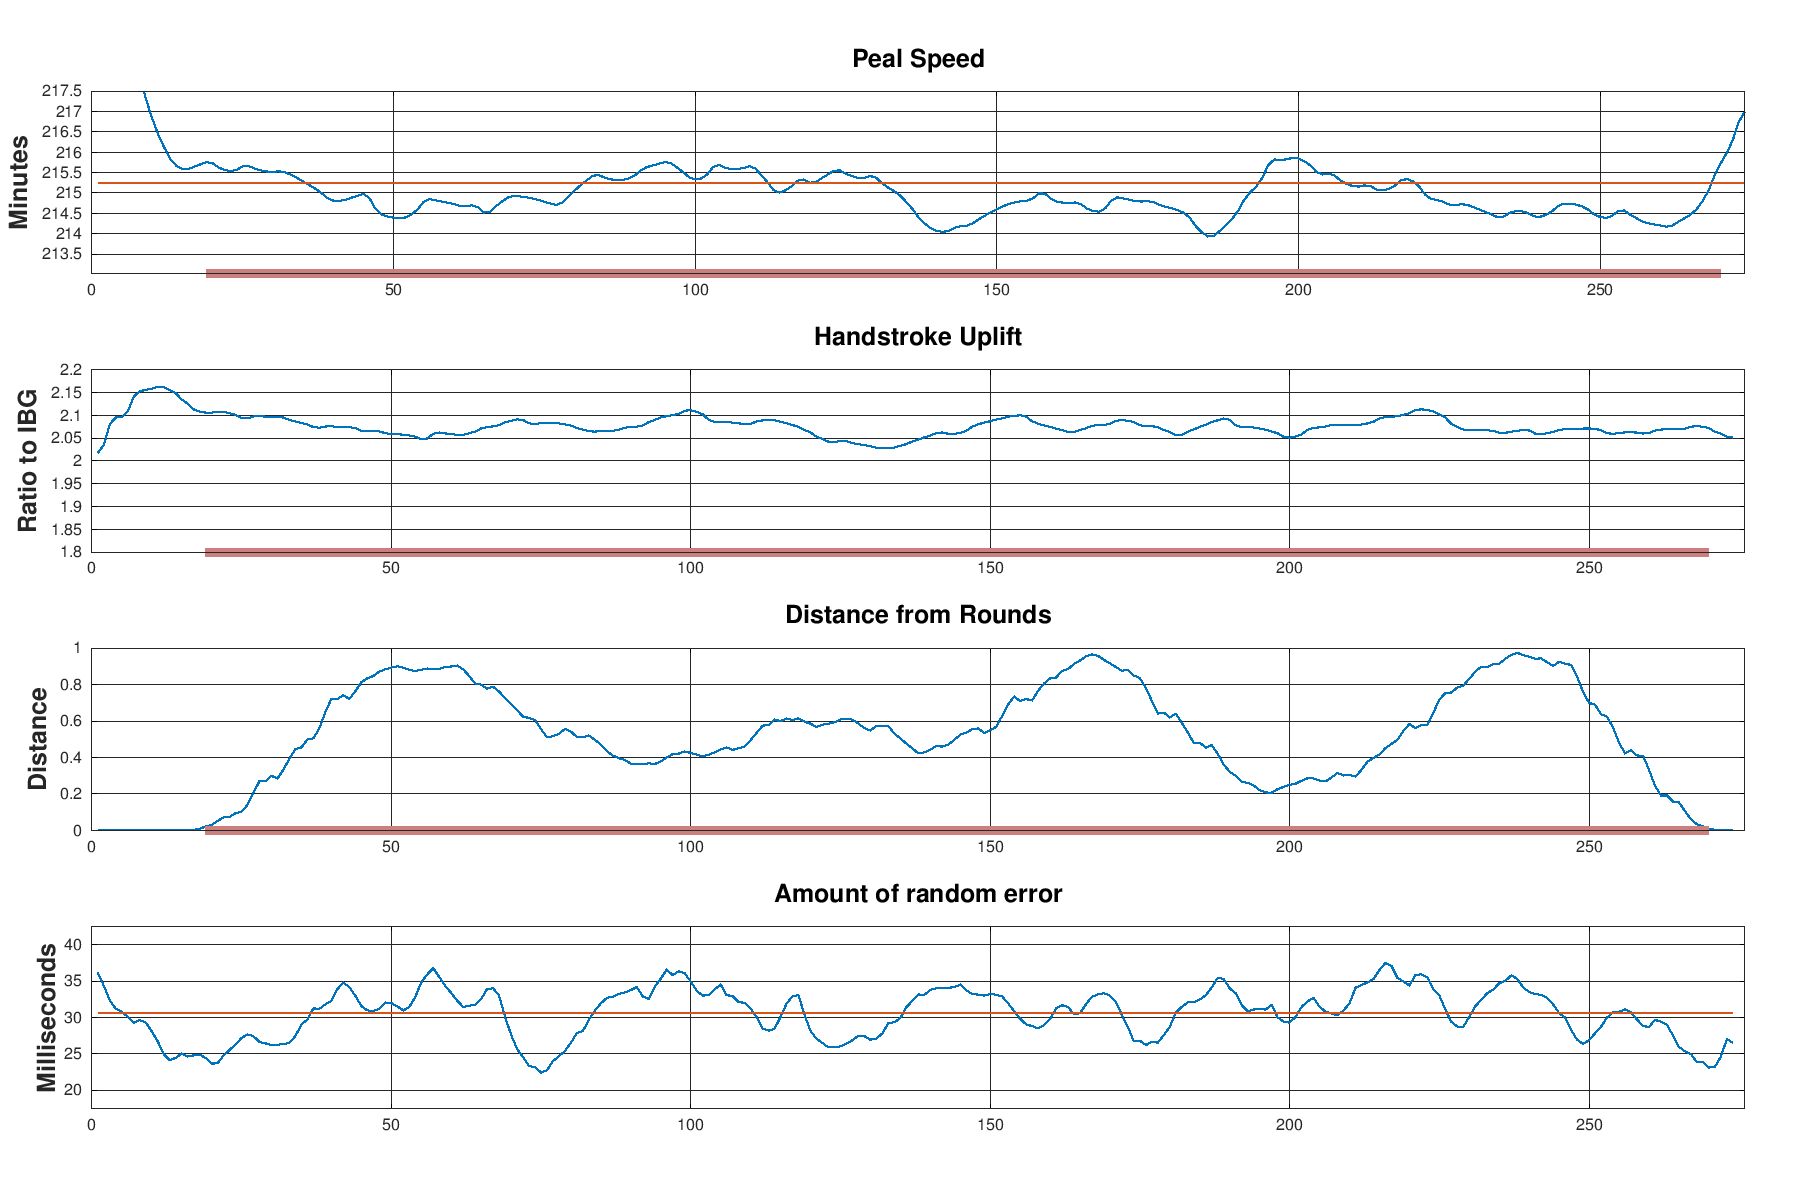 Peal Speed
Minutes
217.5
217
216.5
216
215.5
215
214.5
214
213.5
0 50 100 150 200 250
Handstroke Uplift
Ratio to IBG
2.2
2.15
2.1
2.05
2
1.95
1.9
1.85
1.8
0 50 100 150 200 250
Distance from Rounds
Distance
1
0.8
0.6
0.4
0.2
0
0 50 100 150 200 250
Amount of random error
Milliseconds
40
35
30
25
20
0 50 100 150 200 250